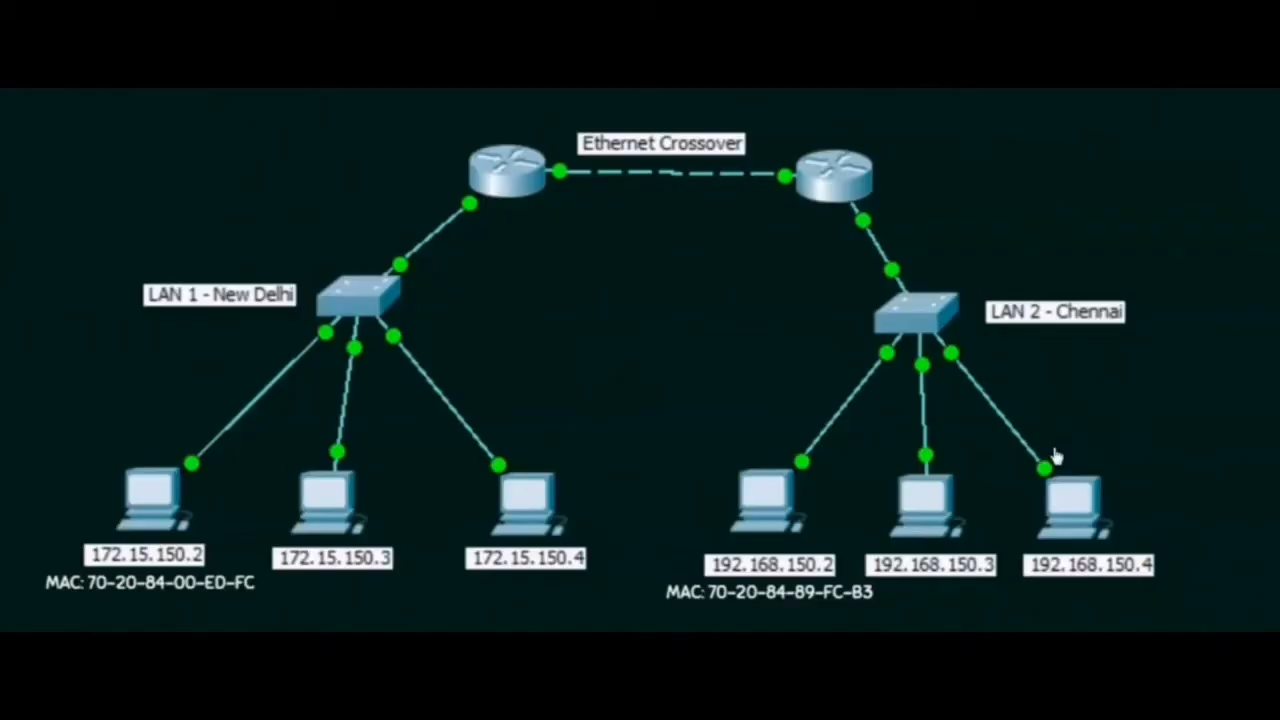 Ethernet Crossover
LAN 1 - New Delhi
LAN 2 - Chennai
172.15.150.2
172.15.150.3
172.15.150.4
192.168.150.2
192.168.150.3
192.168.150.4
MAC: 70-20-84-00-ED-FC
MAC: 70-20-84-89-FC-B3